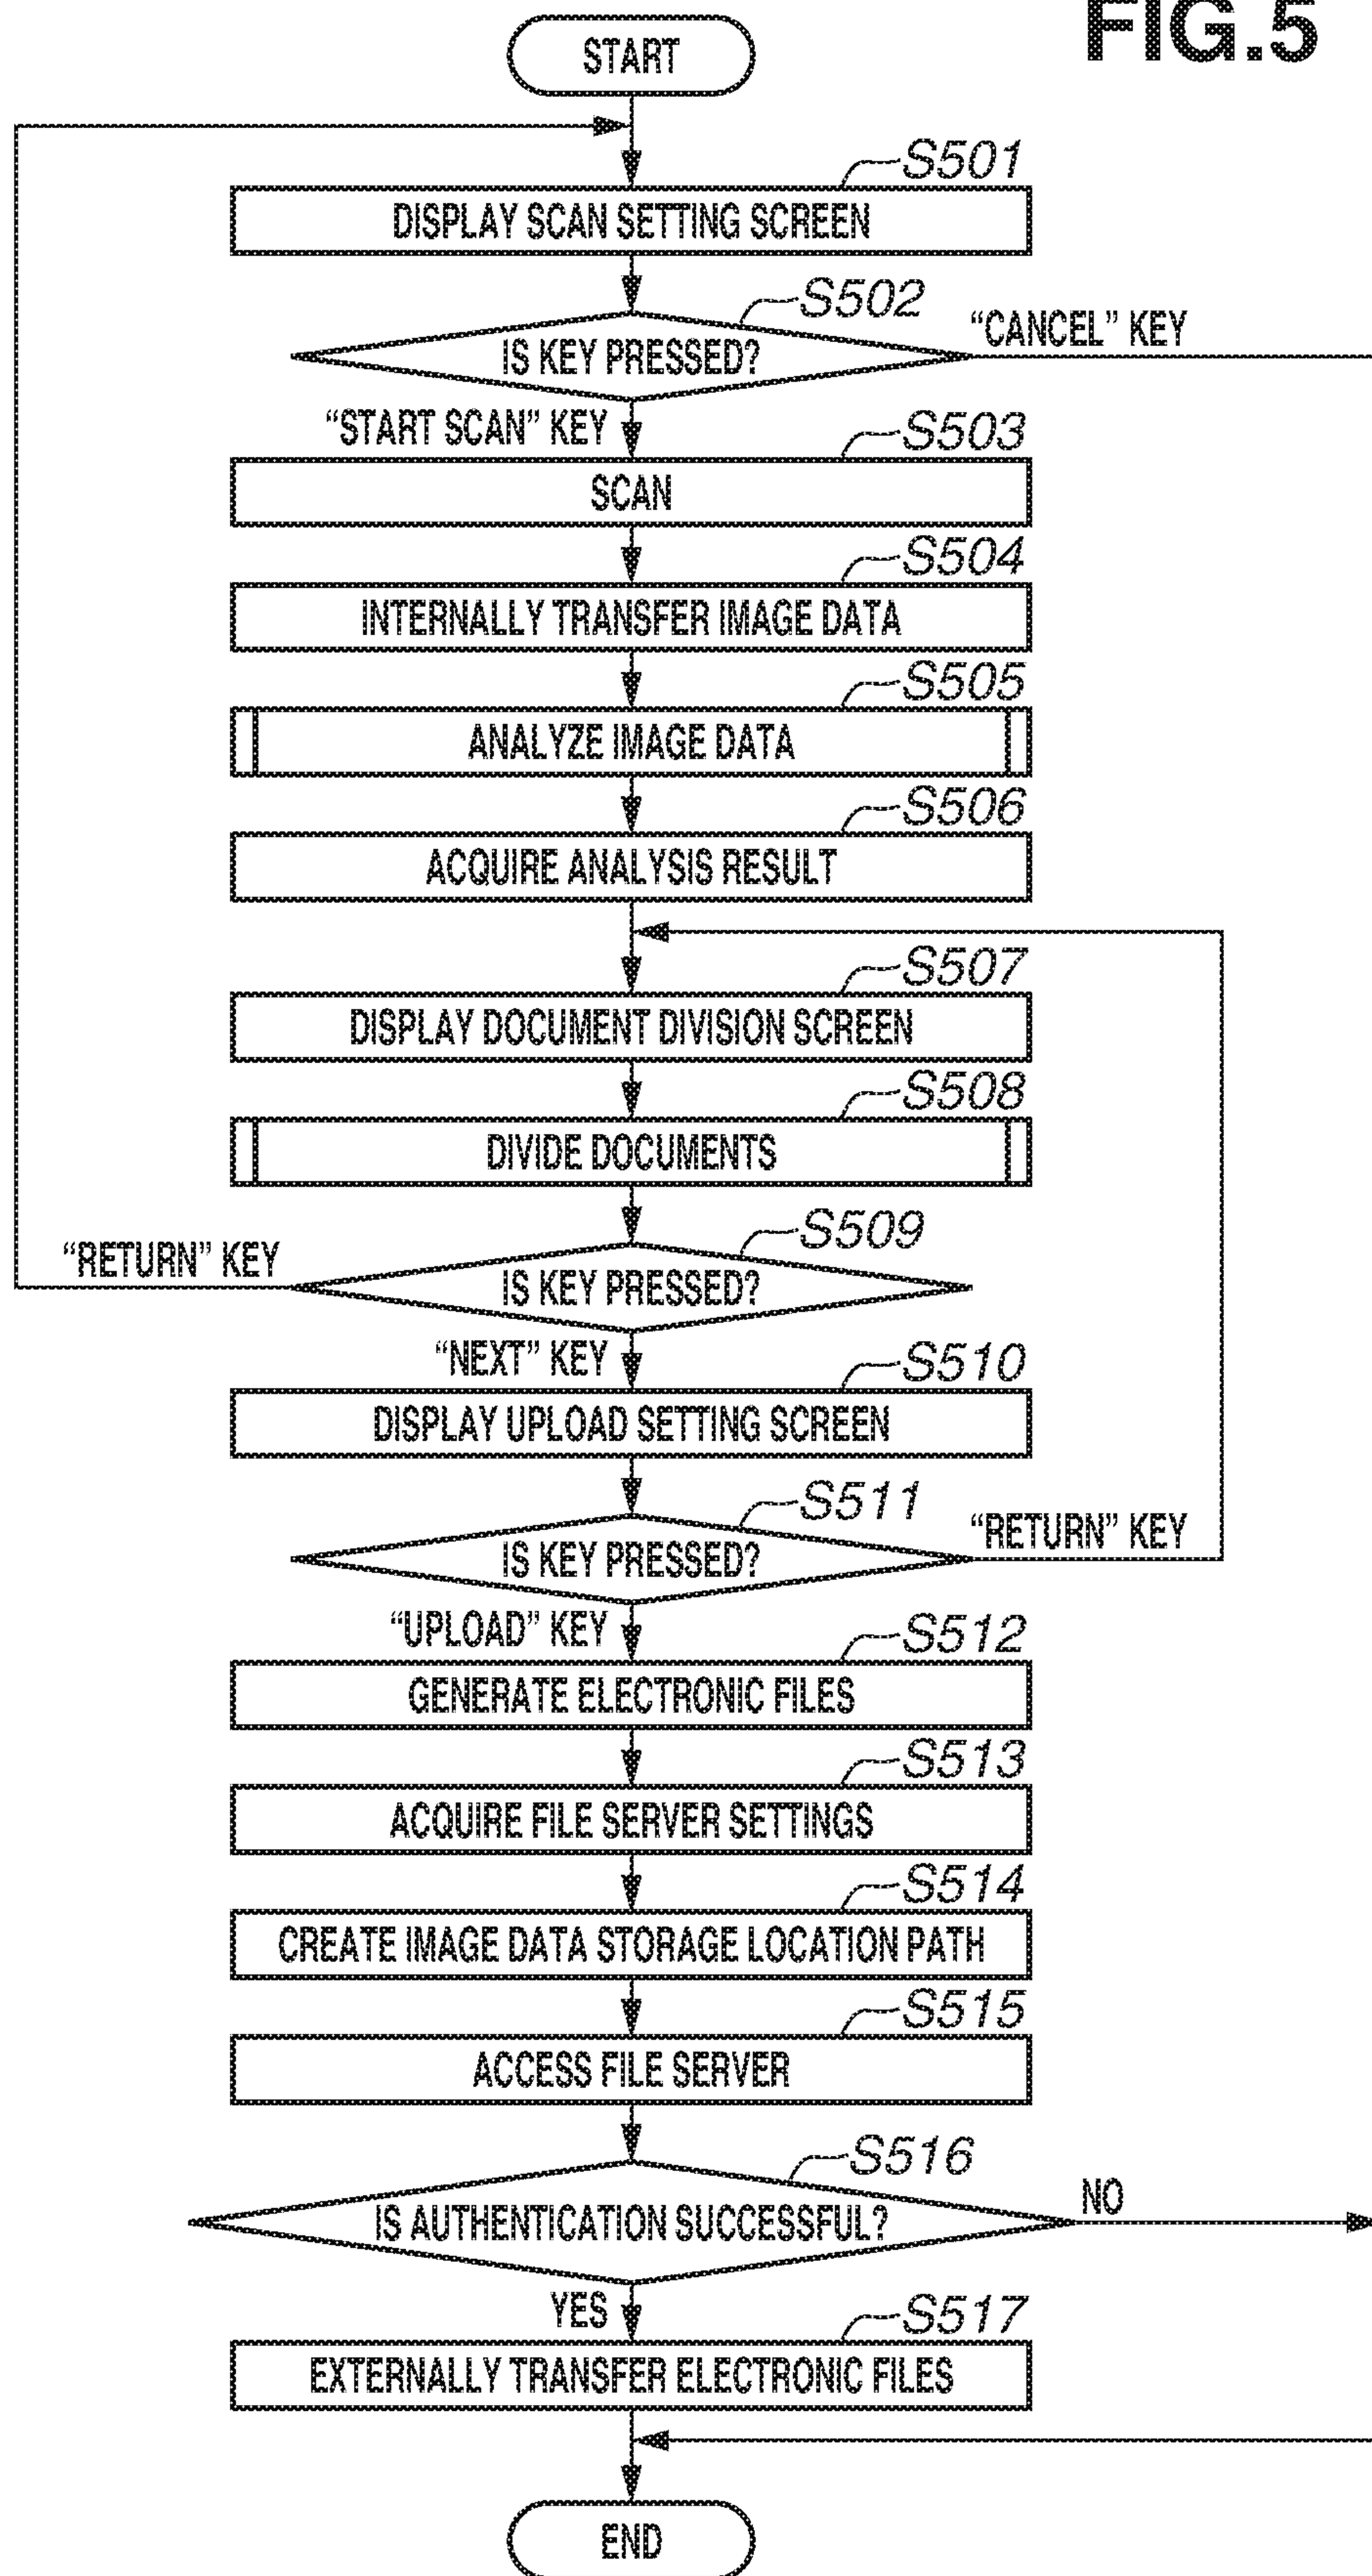 FIG.5
START
S501
DISPLAY SCAN SETTING SCREEN
S502
IS KEY PRESSED?
“CANCEL” KEY
“START SCAN” KEY
S503
SCAN
S504
INTERNALLY TRANSFER IMAGE DATA
S505
ANALYZE IMAGE DATA
S506
ACQUIRE ANALYSIS RESULT
S507
DISPLAY DOCUMENT DIVISION SCREEN
S508
DIVIDE DOCUMENTS
S509
“RETURN” KEY
IS KEY PRESSED?
“NEXT” KEY
S510
DISPLAY UPLOAD SETTING SCREEN
S511
IS KEY PRESSED?
“RETURN” KEY
“UPLOAD” KEY
S512
GENERATE ELECTRONIC FILES
S513
ACQUIRE FILE SERVER SETTINGS
S514
CREATE IMAGE DATA STORAGE LOCATION PATH
S515
ACCESS FILE SERVER
S516
IS AUTHENTICATION SUCCESSFUL?
NO
YES
S517
EXTERNALLY TRANSFER ELECTRONIC FILES
END